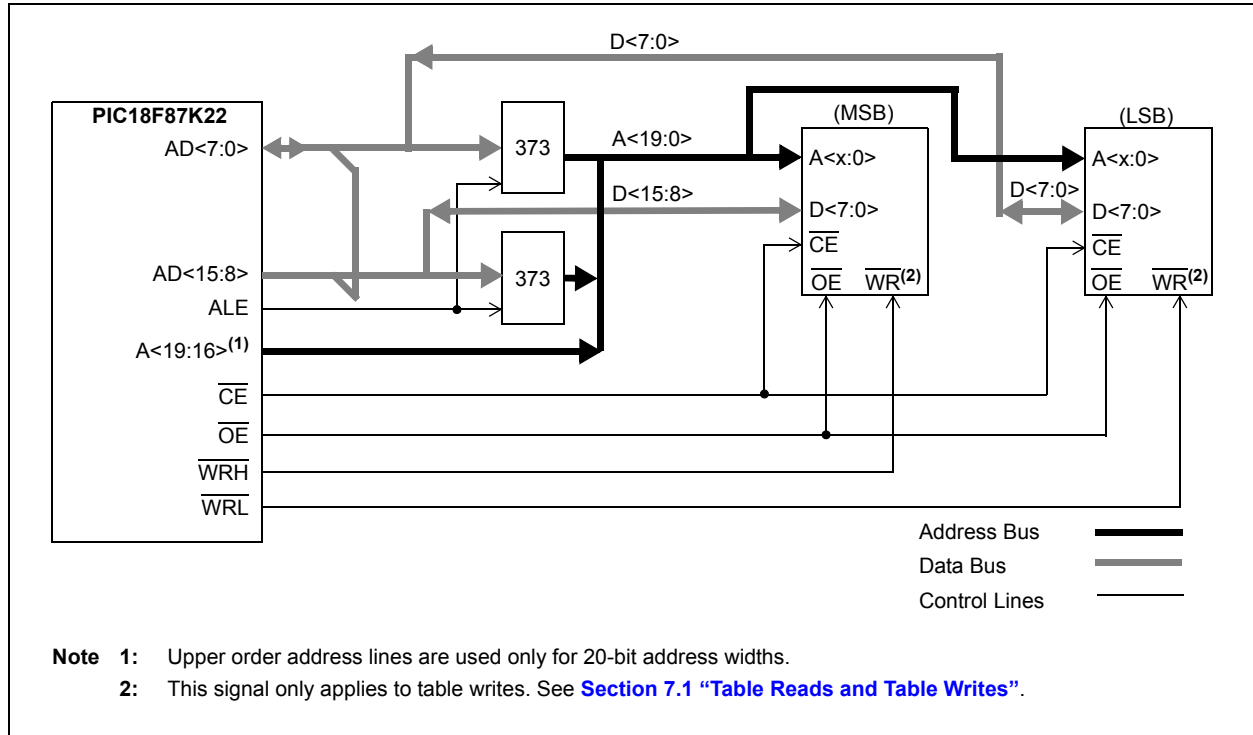 D<7:0>
PIC18F87K22
AD<7:0>
373
A<19:0>
(MSB)
A<x:0>
D<7:0>
CE
OE
WR(2)
(LSB)
A<x:0>
D<7:0>
D<7:0>
CE
OE
WR(2)
D<15:8>
373
AD<15:8>
ALE
A<19:16>(1)
CE
OE
WRH
WRL
Address Bus
Data Bus
Control Lines
Note 1: Upper order address lines are used only for 20-bit address widths.
2: This signal only applies to table writes. See Section 7.1 “Table Reads and Table Writes”.